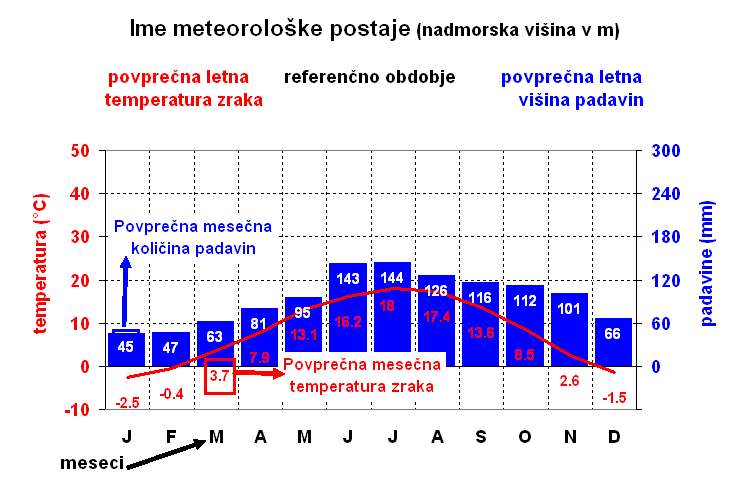 Ime meteorološke postaje (nadmorska višina v m)
povprečna letna
temperatura zraka
referenčno obdobje
povprečna letna
višina padavin
temperatura (°C)
50
40
30
20
10
0
-10
padavine (mm)
300
240
180
120
60
0
Povprečna mesečna
količina padavin
45 47 63 81 95 143 144 126 116 112 101 66
-2.5 -0.4 3.7 7.9 13.1 16.2 18 17.4 13.6 8.5 2.6 -1.5
Povprečna mesečna
temperatura zraka
J F M A M J J A S O N D
meseci